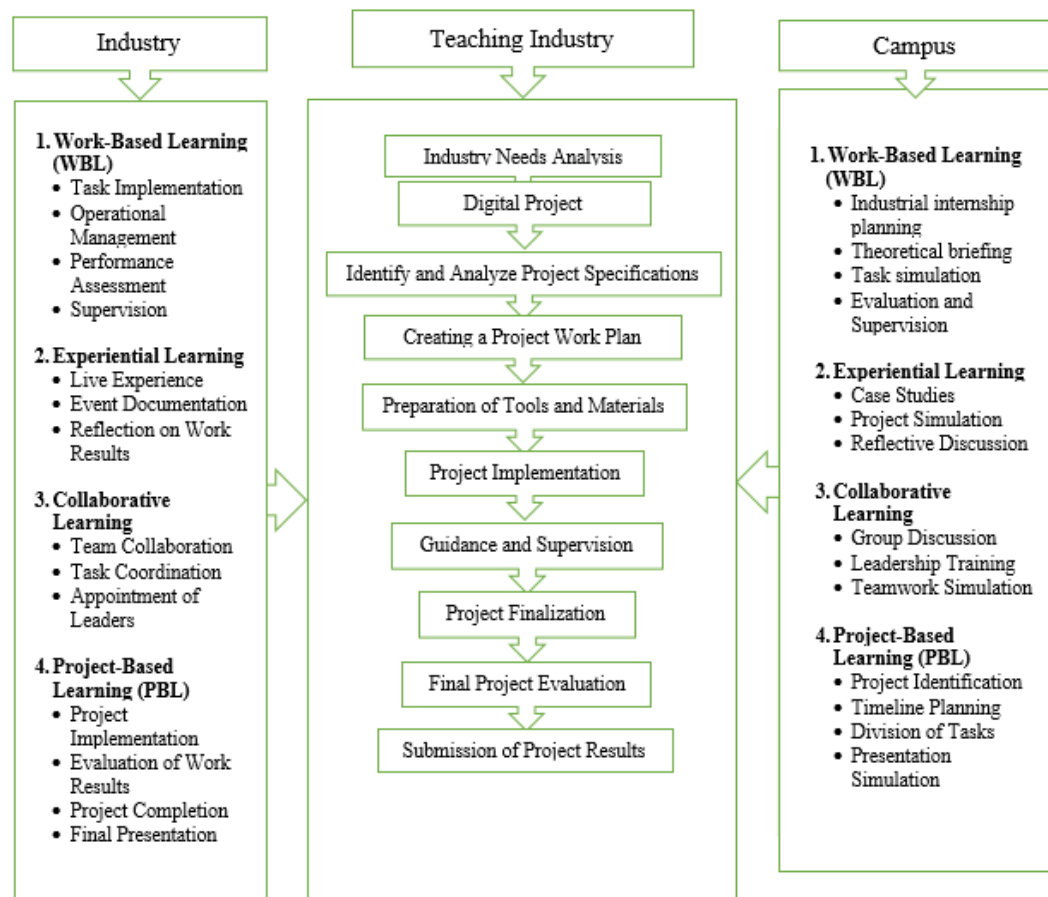 Industry
1. Work-Based Learning
(WBL)
• Task Implementation
• Operational
Management
• Performance
Assessment
• Supervision
2. Experiential Learning
• Live Experience
• Event Documentation
• Reflection on Work
Results
3. Collaborative
Learning
• Team Collaboration
• Task Coordination
• Appointment of
Leaders
4. Project-Based
Learning (PBL)
• Project
Implementation
• Evaluation of Work
Results
• Project Completion
• Final Presentation
Teaching Industry
Industry Needs Analysis
Digital Project
Identify and Analyze Project Specifications
Creating a Project Work Plan
Preparation of Tools and Materials
Project Implementation
Guidance and Supervision
Project Finalization
Final Project Evaluation
Submission of Project Results
Campus
1. Work-Based Learning
(WBL)
• Industrial internship
planning
• Theoretical briefing
• Task simulation
• Evaluation and
Supervision
2. Experiential Learning
• Case Studies
• Project Simulation
• Reflective Discussion
3. Collaborative
Learning
• Group Discussion
• Leadership Training
• Teamwork Simulation
4. Project-Based
Learning (PBL)
• Project Identification
• Timeline Planning
• Division of Tasks
• Presentation
Simulation